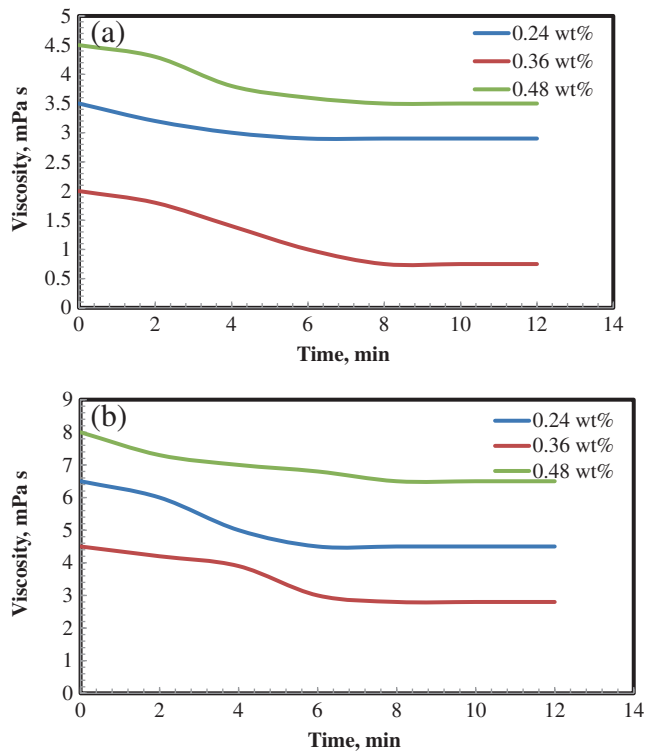 (a)
0.24 wt%
0.36 wt%
0.48 wt%
5
4.5
4
3.5
3
2.5
2
1.5
1
0.5
0
Viscosity, mPa s
0 2 4 6 8 10 12 14
Time, min
(b)
0.24 wt%
0.36 wt%
0.48 wt%
9
8
7
6
5
4
3
2
1
0
Viscosity, mPa s
0 2 4 6 8 10 12 14
Time, min